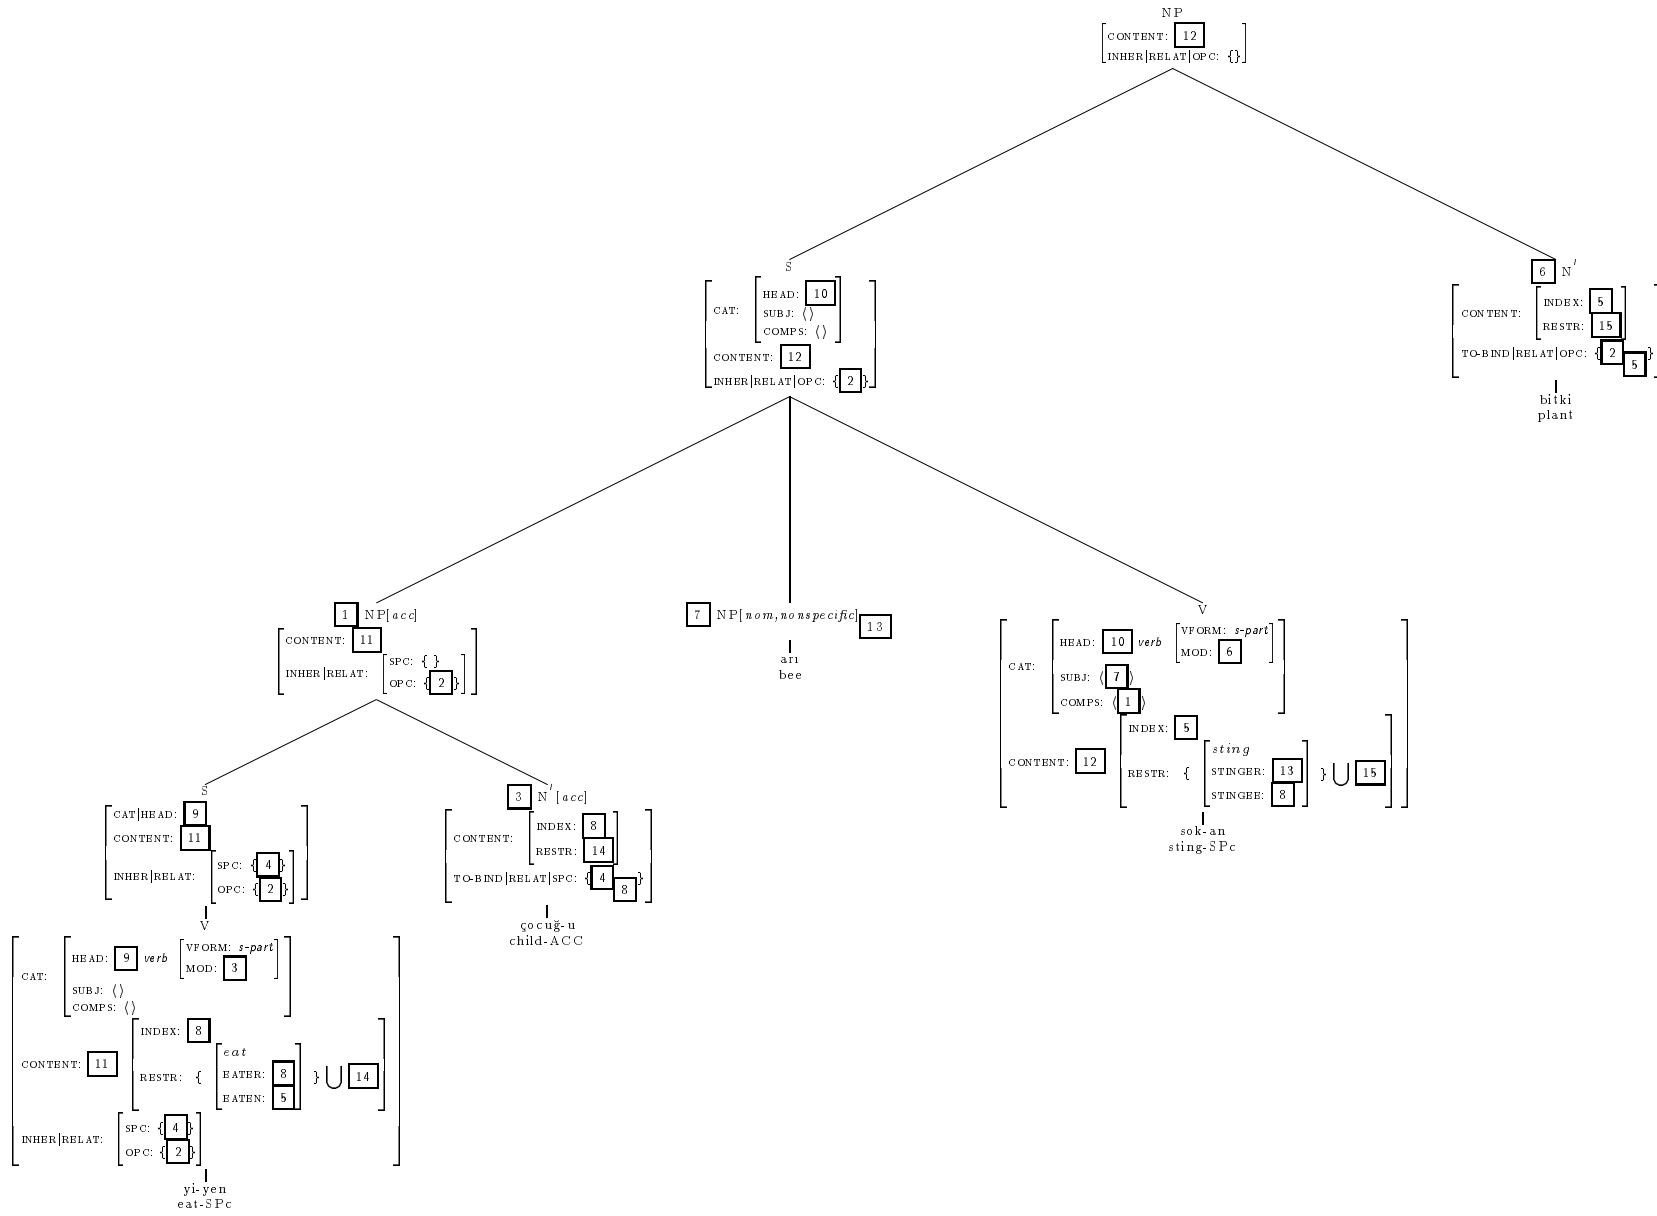 NP
CONTENT: 12
INHER|RELAT|OPC: {}
S
CAT: HEAD: 10
SUBJ: ⟨⟩
COMPS: ⟨⟩
CONTENT: 12
INHER|RELAT|OPC: {2}
6 N′
CONTENT: INDEX: 5
RESTR: 15
TO-BIND|RELAT|OPC: {2 5}
bitki
plant
1 NP[acc]
CONTENT: 11
INHER|RELAT: SPC: { }
OPC: {2}
7 NP[nom,nonspecific] 13
arı
bee
V
CAT: HEAD: 10 verb VFORM: s-part
MOD: 6
SUBJ: ⟨7⟩
COMPS: ⟨1⟩
CONTENT: 12 INDEX: 5
RESTR: { sting
STINGER: 13
STINGEE: 8 } ⋃ 15
sok-an
sting-SPc
S
CAT|HEAD: 9
CONTENT: 11
INHER|RELAT: SPC: {4}
OPC: {2}
3 N′[acc]
CONTENT: INDEX: 8
RESTR: 14
TO-BIND|RELAT|SPC: {4 8}
çocuğ-u
child-ACC
V
CAT: HEAD: 9 verb VFORM: s-part
MOD: 3
SUBJ: ⟨⟩
COMPS: ⟨⟩
CONTENT: 11 INDEX: 8
RESTR: { eat
EATER: 8
EATEN: 5 } ⋃ 14
INHER|RELAT: SPC: {4}
OPC: {2}
yi-yen
eat-SPc